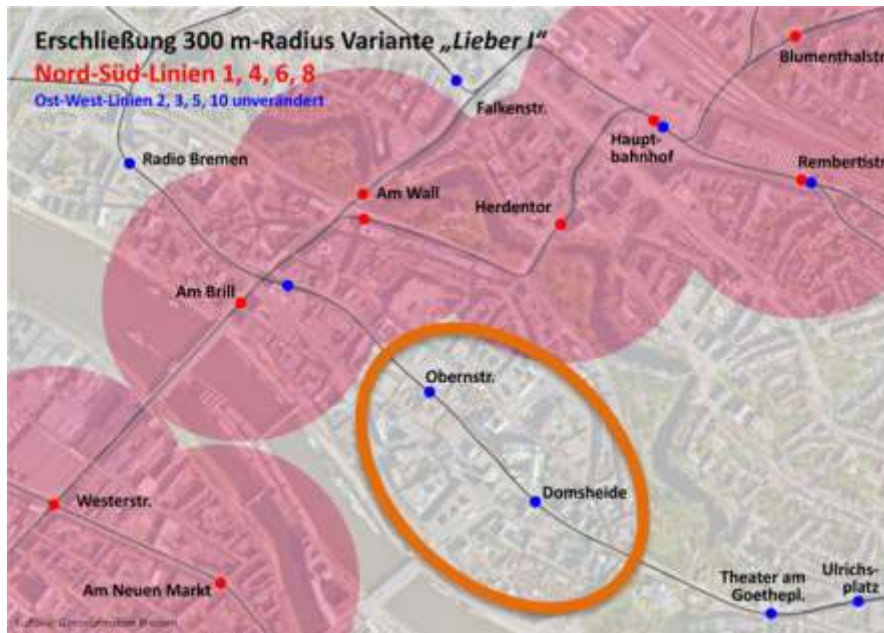 Erschließung 300 m-Radius Variante „Lieber I“
Nord-Süd-Linien 1, 4, 6, 8
Ost-West-Linien 2, 3, 5, 10 unverändert
Blumenthalstr
Falkenstr.
Haupt-
bahnhof
Radio Bremen
Rembertistr
Am Wall
Herdentor
Am Brill
Obernstr.
Domsheide
Westerstr.
Am Neuen Markt
Theater am
Goethepl.
Ulrichs-
platz